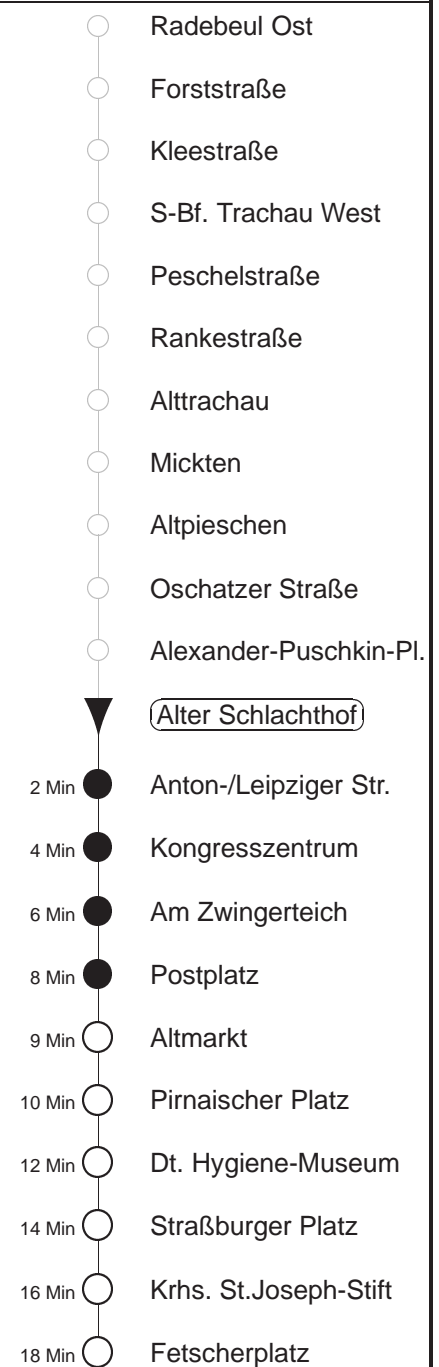 Radebeul Ost
Forststraße
Kleestraße
S-Bf. Trachau West
Peschelstraße
Rankestraße
Alttrachau
Mickten
Altpieschen
Oschatzer Straße
Alexander-Puschkin-Pl.
Alter Schlachthof
2 Min Anton-/Leipziger Str.
4 Min Kongresszentrum
6 Min Am Zwingerteich
8 Min Postplatz
9 Min Altmarkt
10 Min Pirnaischer Platz
12 Min Dt. Hygiene-Museum
14 Min Straßburger Platz
16 Min Krhs. St.Joseph-Stift
18 Min Fetscherplatz